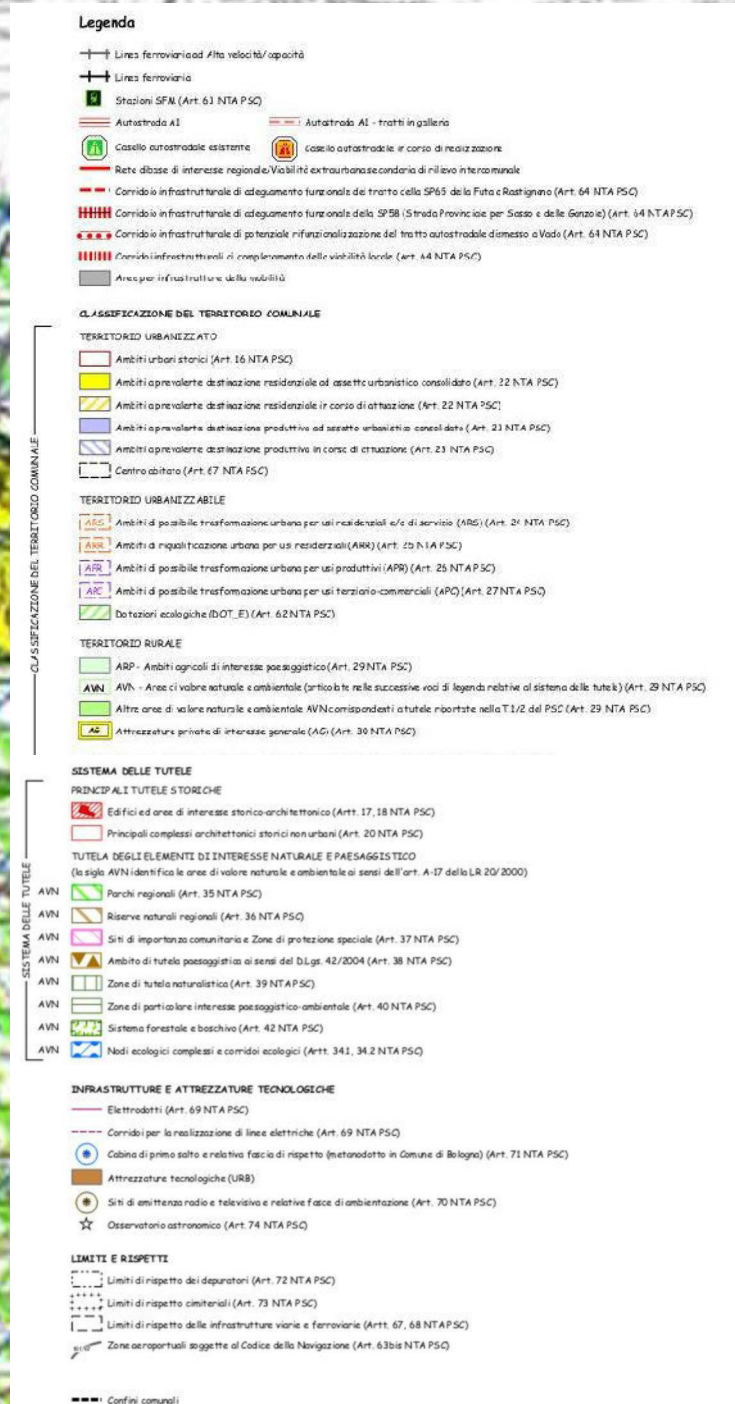 Legenda
Linea ferroviaria ad Alta velocità/capacità
Linea ferroviaria
Stazioni SFM (Art. 61 NTA PSC)
Autostrada A1
Autostrada A1 - tratti in galleria
Casello autostradale esistente
Casello autostradale in corso di realizzazione
Rete di base di interesse regionale/Viabilità extraurbana secondaria di rilievo intercomunale
Corridoio infrastrutturale di adeguamento funzionale del tratto della SP65 della Futa a Rastignano (Art. 64 NTA PSC)
Corridoio infrastrutturale di adeguamento funzionale della SP58 (Strada Provinciale per Sasso e delle Ganzole) (Art. 64 NTA PSC)
Corridoio infrastrutturale di potenziale rifunzionalizzazione del tratto autostradale dismesso a Vado (Art. 64 NTA PSC)
Corridoi infrastrutturali di completamento della viabilità locale (Art. 64 NTA PSC)
Aree per infrastrutture della mobilità
CLASSIFICAZIONE DEL TERRITORIO COMUNALE
CLASSIFICAZIONE DEL TERRITORIO COMUNALE
TERRITORIO URBANIZZATO
Ambiti urbani storici (Art. 16 NTA PSC)
Ambiti a prevalente destinazione residenziale ad assetto urbanistico consolidato (Art. 22 NTA PSC)
Ambiti a prevalente destinazione residenziale in corso di attuazione (Art. 22 NTA PSC)
Ambiti a prevalente destinazione produttiva ad assetto urbanistico consolidato (Art. 23 NTA PSC)
Ambiti a prevalente destinazione produttiva in corso di attuazione (Art. 23 NTA PSC)
Centro abitato (Art. 67 NTA PSC)
TERRITORIO URBANIZZABILE
ARS Ambiti di possibile trasformazione urbana per usi residenziali e/o di servizio (ARS) (Art. 24 NTA PSC)
ARR Ambiti di riqualificazione urbana per usi residenziali (ARR) (Art. 25 NTA PSC)
APR Ambiti di possibile trasformazione urbana per usi produttivi (APR) (Art. 26 NTA PSC)
APC Ambiti di possibile trasformazione urbana per usi terziario-commerciali (APC) (Art. 27 NTA PSC)
Dotazioni ecologiche (DOT_E) (Art. 62 NTA PSC)
TERRITORIO RURALE
ARP - Ambiti agricoli di interesse paesaggistico (Art. 29 NTA PSC)
AVN AVN - Aree di valore naturale e ambientale (articolate nelle successive voci di legenda relative al sistema delle tutele) (Art. 29 NTA PSC)
Altre aree di valore naturale e ambientale AVN corrispondenti a tutele riportate nella T.1/2 del PSC (Art. 29 NTA PSC)
AG Attrezzature private di interesse generale (AG) (Art. 30 NTA PSC)
SISTEMA DELLE TUTELE
SISTEMA DELLE TUTELE
PRINCIPALI TUTELE STORICHE
Edifici ed aree di interesse storico-architettonico (Artt. 17, 18 NTA PSC)
Principali complessi architettonici storici non urbani (Art. 20 NTA PSC)
TUTELA DEGLI ELEMENTI DI INTERESSE NATURALE E PAESAGGISTICO
(la sigla AVN identifica le aree di valore naturale e ambientale ai sensi dell'art. A-17 della LR 20/2000)
AVN Parchi regionali (Art. 35 NTA PSC)
AVN Riserve naturali regionali (Art. 36 NTA PSC)
AVN Siti di importanza comunitaria e Zone di protezione speciale (Art. 37 NTA PSC)
AVN Ambito di tutela paesaggistica ai sensi del D.Lgs. 42/2004 (Art. 38 NTA PSC)
AVN Zone di tutela naturalistica (Art. 39 NTA PSC)
AVN Zone di particolare interesse paesaggistico-ambientale (Art. 40 NTA PSC)
AVN Sistema forestale e boschivo (Art. 42 NTA PSC)
AVN Nodi ecologici complessi e corridoi ecologici (Artt. 34.1, 34.2 NTA PSC)
INFRASTRUTTURE E ATTREZZATURE TECNOLOGICHE
Elettrodotti (Art. 69 NTA PSC)
Corridoi per la realizzazione di linee elettriche (Art. 69 NTA PSC)
Cabina di primo salto e relativa fascia di rispetto (metanodotto in Comune di Bologna) (Art. 71 NTA PSC)
Attrezzature tecnologiche (URB)
Siti di emittenza radio e televisiva e relative fasce di ambientazione (Art. 70 NTA PSC)
Osservatorio astronomico (Art. 74 NTA PSC)
LIMITI E RISPETTI
Limiti di rispetto dei depuratori (Art. 72 NTA PSC)
Limiti di rispetto cimiteriali (Art. 73 NTA PSC)
Limiti di rispetto delle infrastrutture viarie e ferroviarie (Artt. 67, 68 NTA PSC)
Zone aeroportuali soggette al Codice della Navigazione (Art. 63bis NTA PSC)
Confini comunali